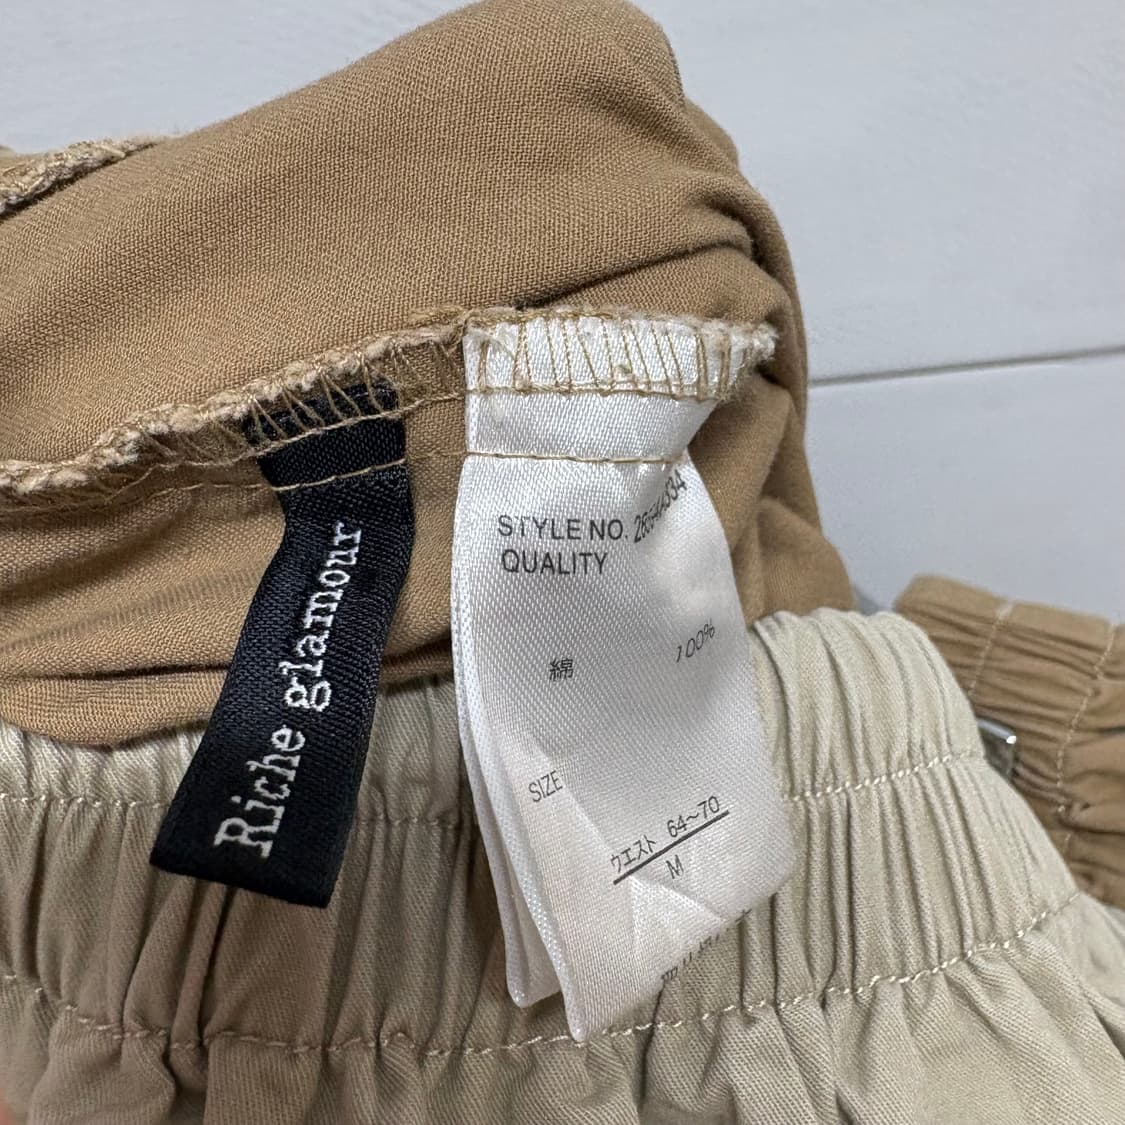 Riche glamour
STYLE NO.
QUALITY
綿 100%
SIZE
ウエスト 64～70
M